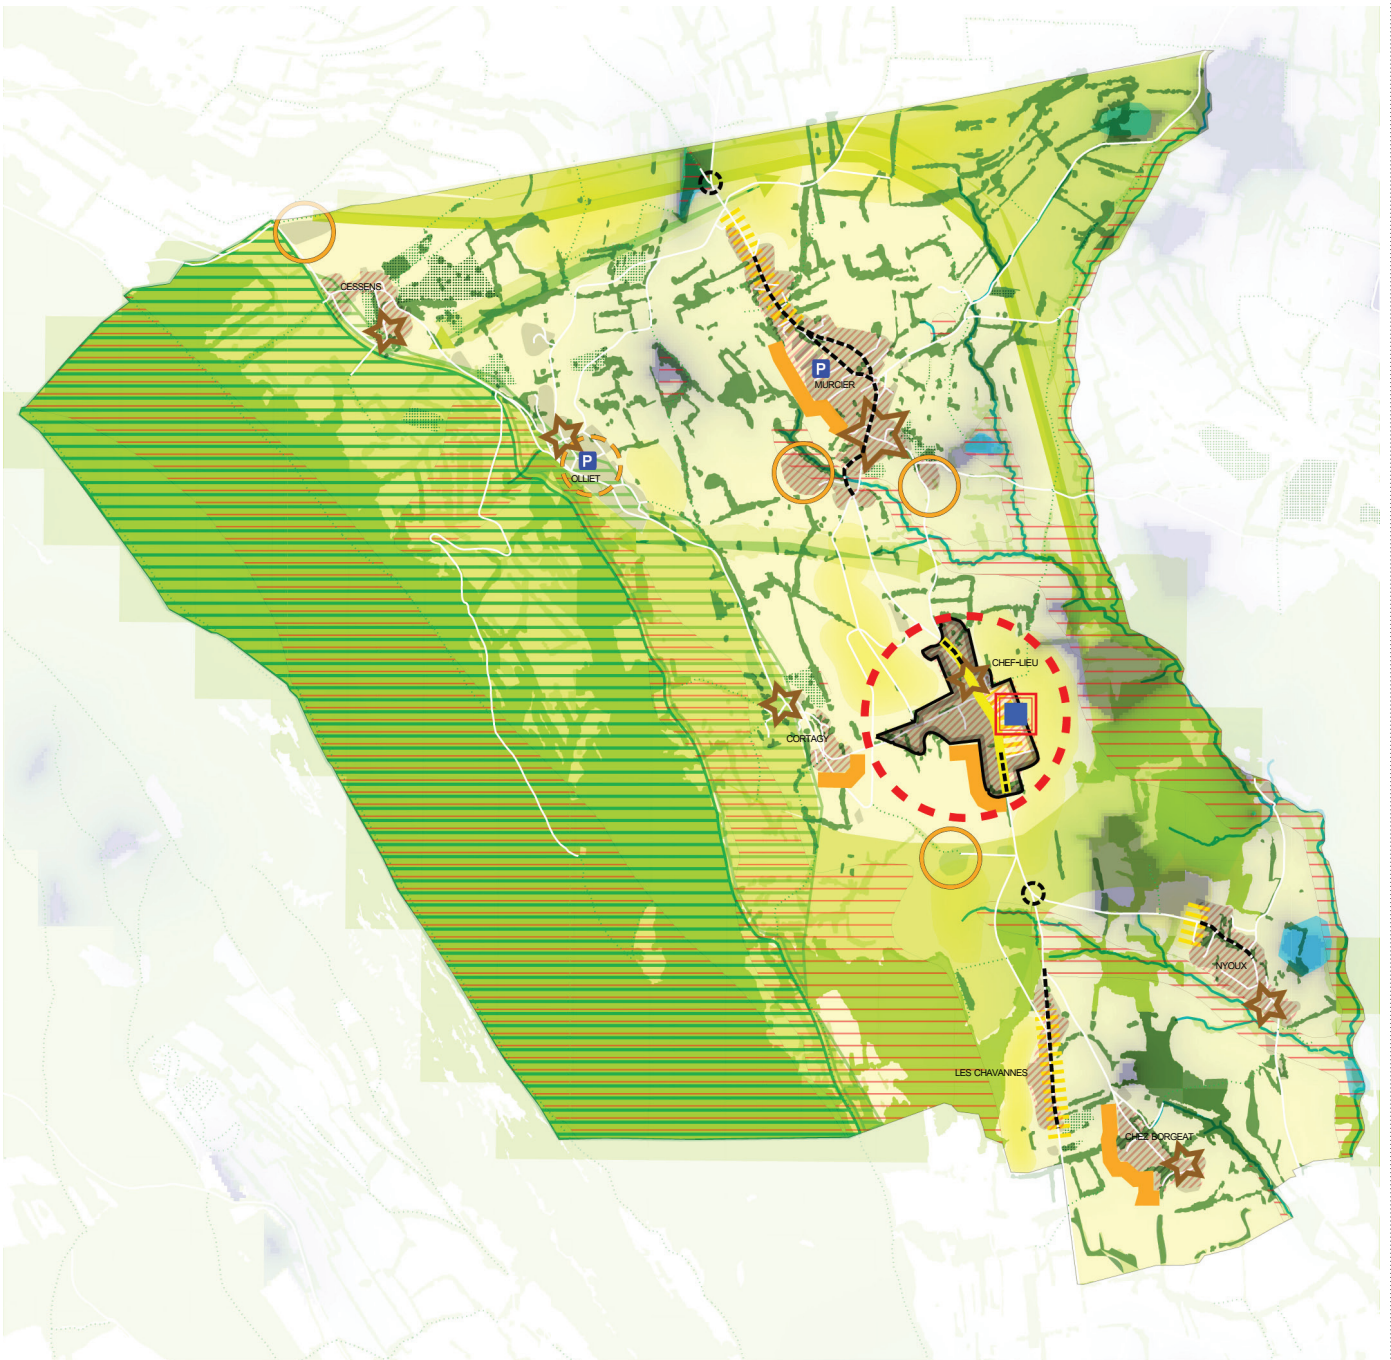 CESSENS
P
MURCIER
P
OLLIET
CHEF-LIEU
CORTAGY
NYOUX
LES CHAVANNES
CHEZ BORGEAT